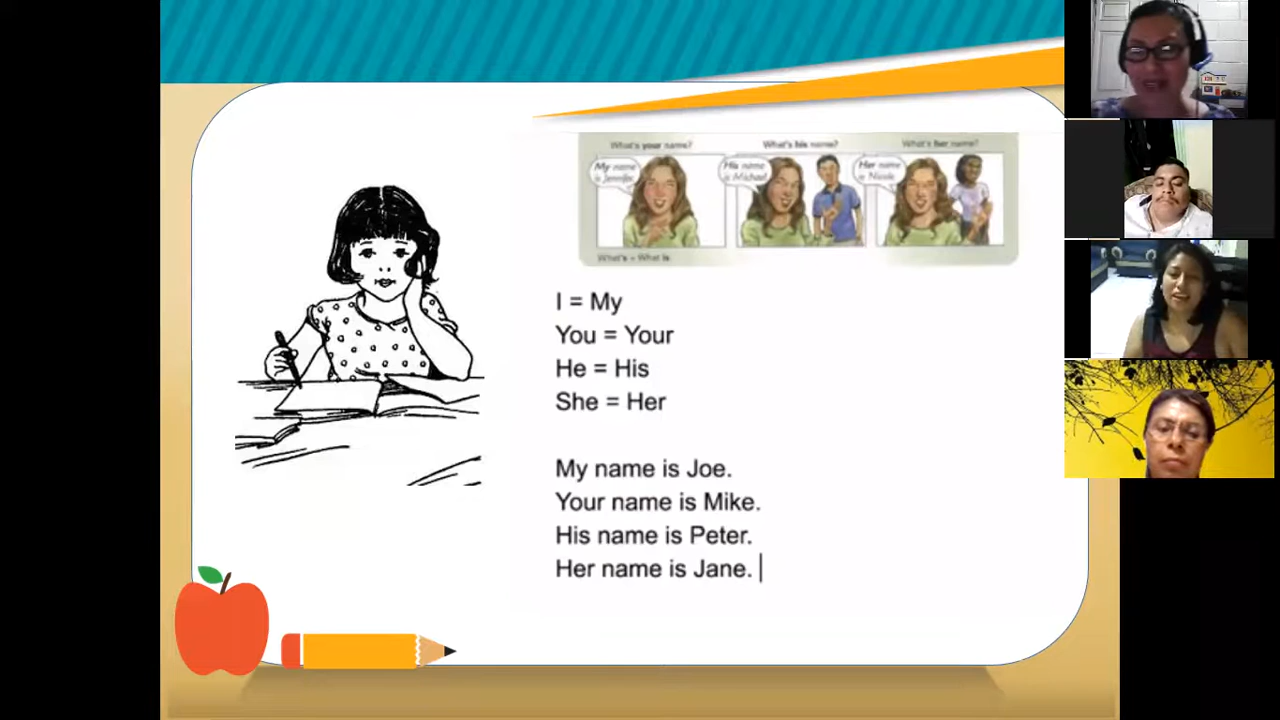 What's your name?
What's his name?
What's her name?
My name
is Jennifer.
His name
is Michael.
Her name
is Nicole.
What's = What is
I = My
You = Your
He = His
She = Her
My name is Joe.
Your name is Mike.
His name is Peter.
Her name is Jane.